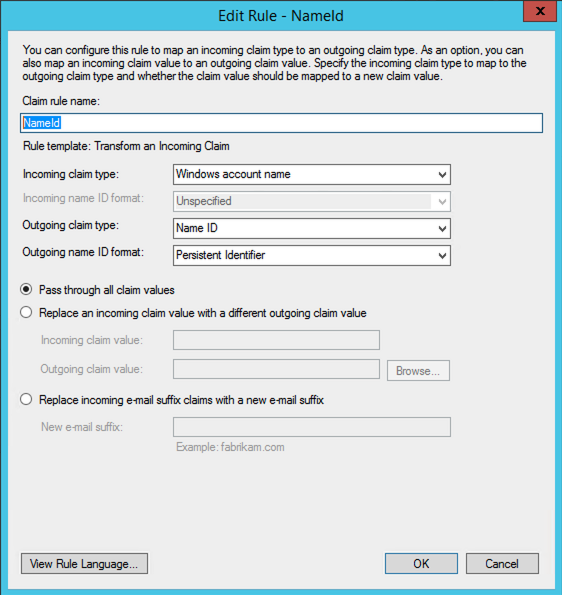 Edit Rule - NameId
x
You can configure this rule to map an incoming claim type to an outgoing claim type. As an option, you can
also map an incoming claim value to an outgoing claim value. Specify the incoming claim type to map to the
outgoing claim type and whether the claim value should be mapped to a new claim value.
Claim rule name:
NameId
Rule template: Transform an Incoming Claim
Incoming claim type: Windows account name
Incoming name ID format: Unspecified
Outgoing claim type: Name ID
Outgoing name ID format: Persistent Identifier
Pass through all claim values
Replace an incoming claim value with a different outgoing claim value
Incoming claim value:
Outgoing claim value: Browse...
Replace incoming e-mail suffix claims with a new e-mail suffix
New e-mail suffix:
Example: fabrikam.com
View Rule Language... OK Cancel